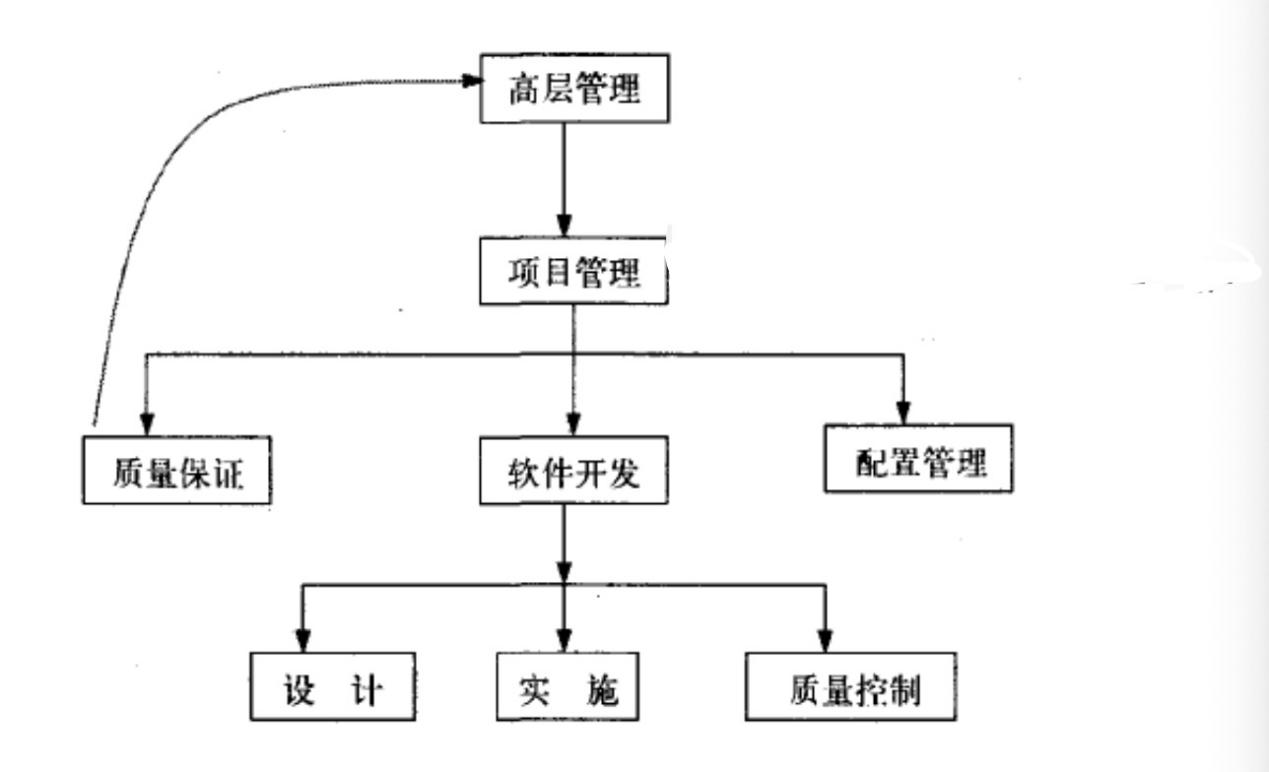 高层管理
项目管理
质量保证
软件开发
配置管理
设 计
实 施
质量控制